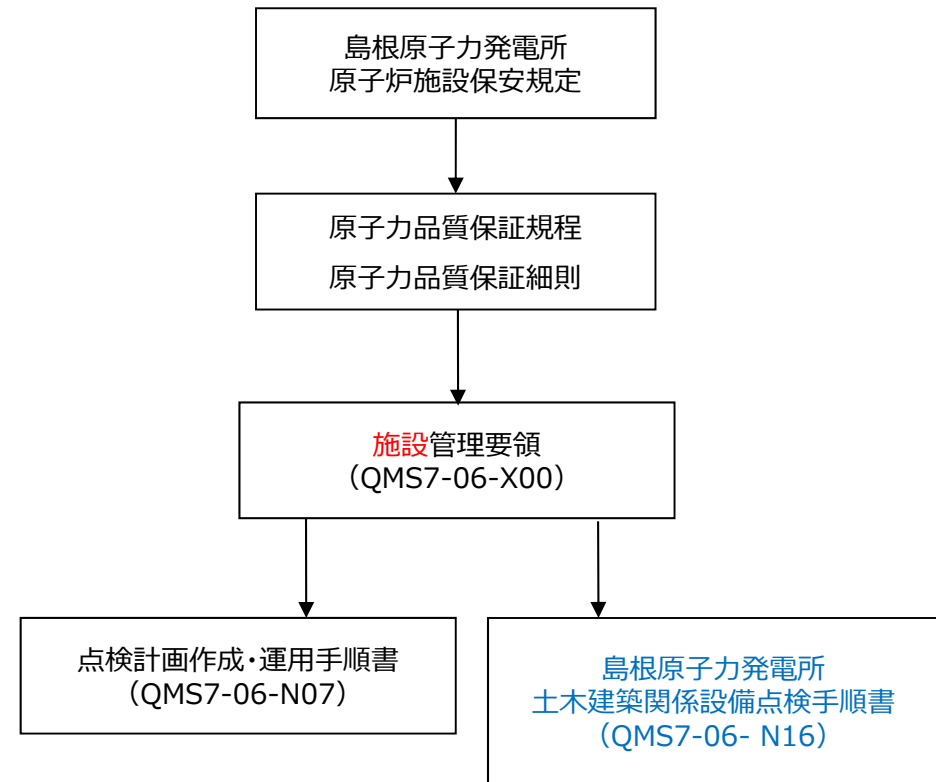 島根原子力発電所
原子炉施設保安規定
原子力品質保証規程
原子力品質保証細則
施設管理要領
（QMS7-06-X00）
点検計画作成・運用手順書
（QMS7-06-N07）
島根原子力発電所
土木建築関係設備点検手順書
（QMS7-06- N16）